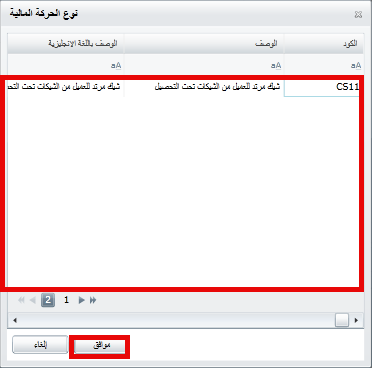 نوع الحركة المالية
الكود الوصف الوصف باللغة الإنجليزية
aA aA aA
CS11 شيك مرتد للعميل من الشيكات تحت التحصيل شيك مرتد للعميل من الشيكات تحت التحص
1 2
موافق إلغاء